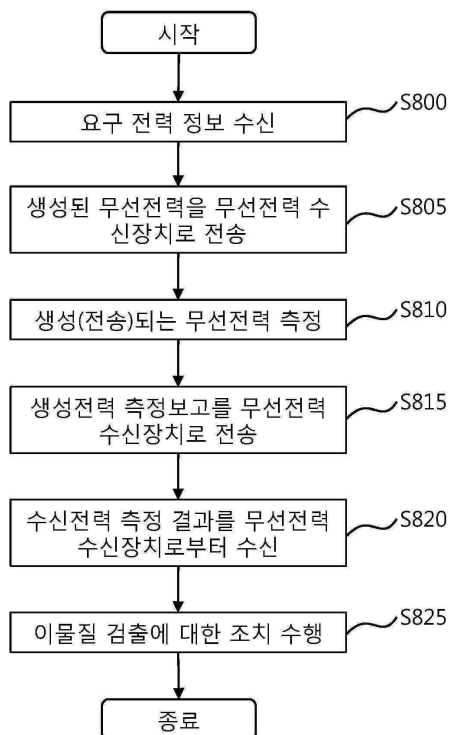 시작
요구 전력 정보 수신
S800
생성된 무선전력을 무선전력 수
신장치로 전송
S805
생성(전송)되는 무선전력 측정
S810
생성전력 측정보고를 무선전력
수신장치로 전송
S815
수신전력 측정 결과를 무선전력
수신장치로부터 수신
S820
이물질 검출에 대한 조치 수행
S825
종료